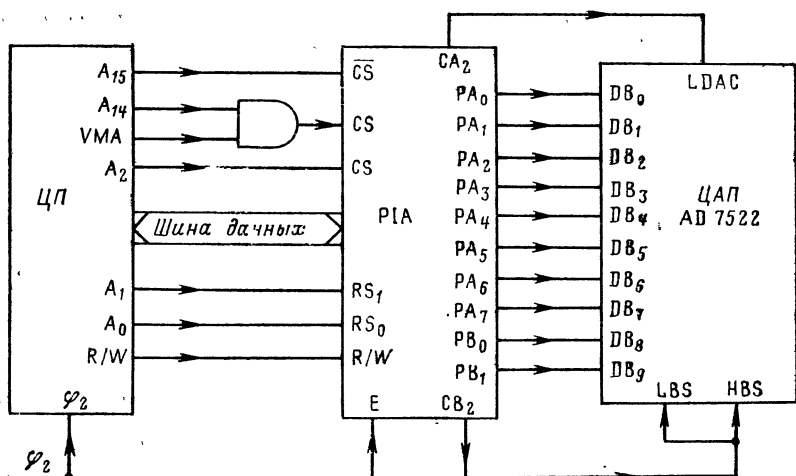 ЦП
A₁₅
A₁₄
VMA
A₂
Шина данных
A₁
A₀
R/W
φ₂
φ₂
PIA
C̅S̅
CS
CS
RS₁
RS₀
R/W
E
CA₂
PA₀
PA₁
PA₂
PA₃
PA₄
PA₅
PA₆
PA₇
PB₀
PB₁
CB₂
LDAC
DB₀
DB₁
DB₂
DB₃
DB₄
DB₅
DB₆
DB₇
DB₈
DB₉
ЦАП
AD 7522
LBS
HBS